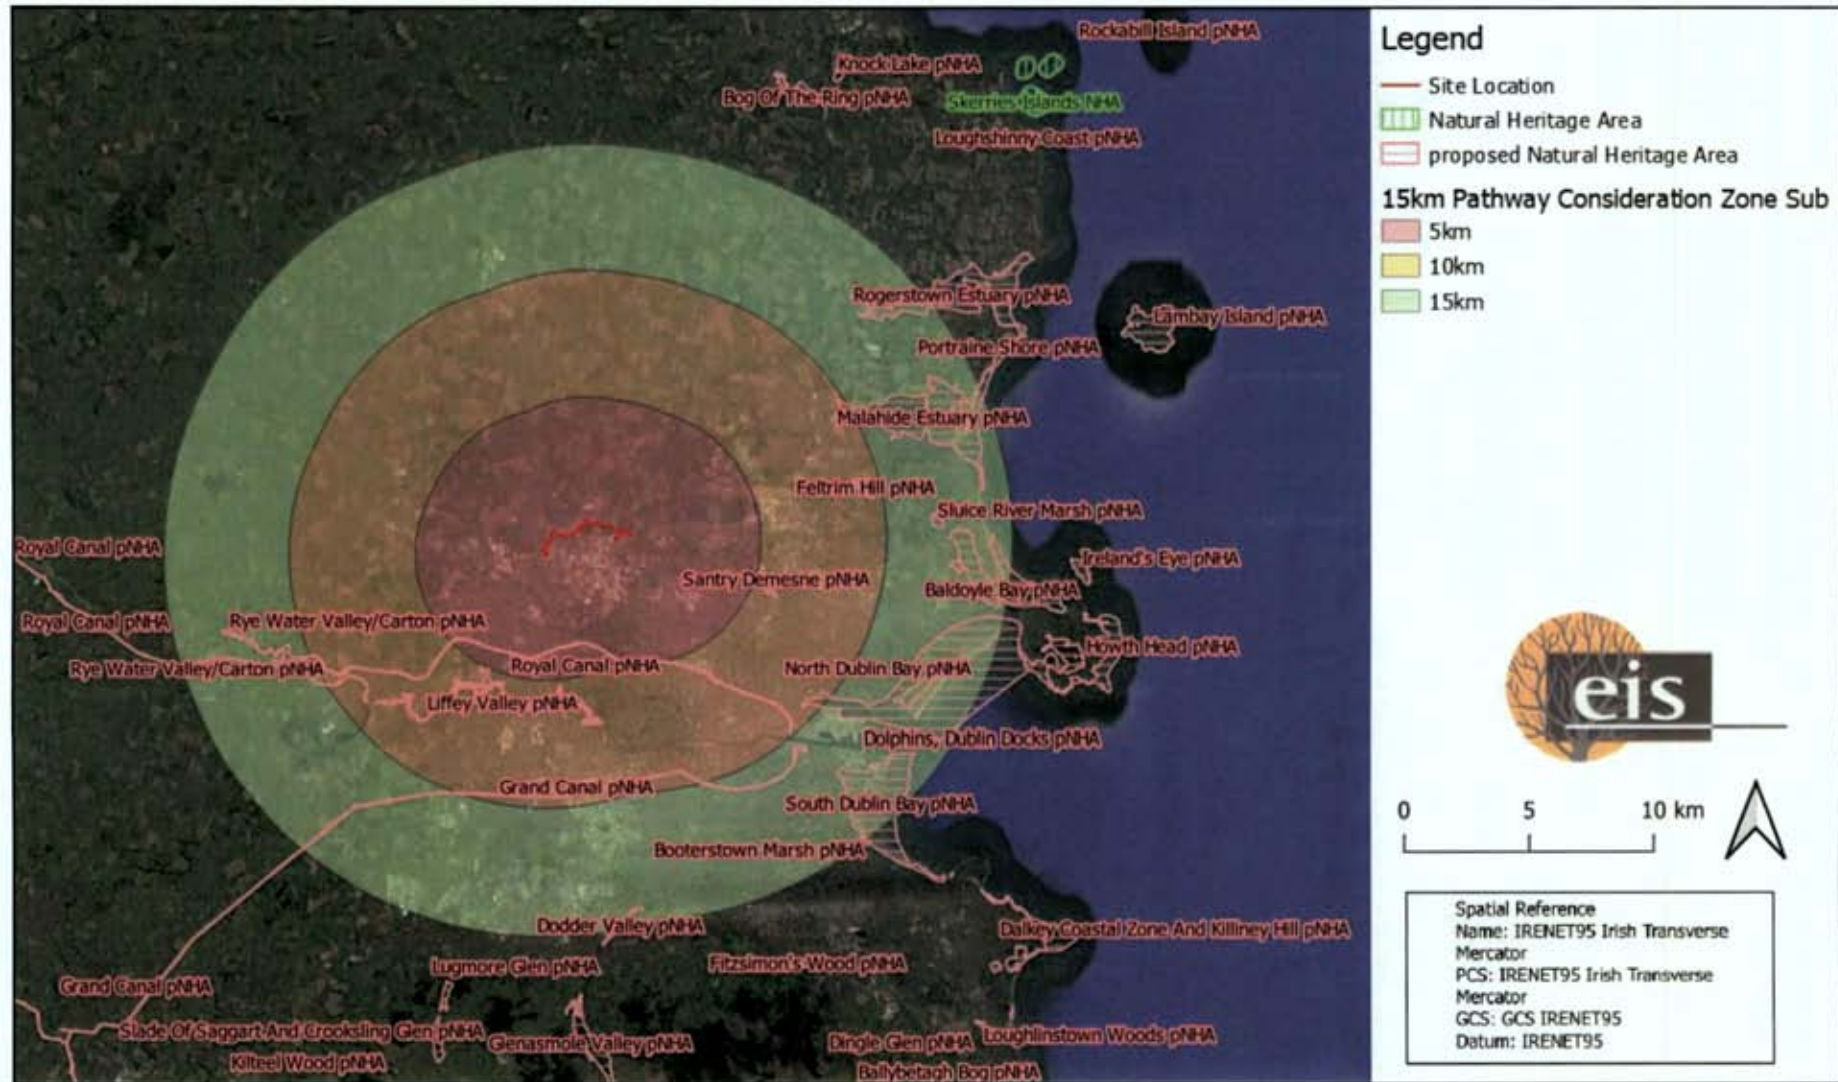 Rockabill Island pNHA
Knock Lake pNHA
Bog Of The Ring pNHA
Skerries Islands NHA
Loughshinny Coast pNHA
Rogerstown Estuary pNHA
Lambay Island pNHA
Portraine Shore pNHA
Malahide Estuary pNHA
Feltrim Hill pNHA
Sluice River Marsh pNHA
Royal Canal pNHA
Ireland's Eye pNHA
Santry Demesne pNHA
Baldoyle Bay pNHA
Royal Canal pNHA
Rye Water Valley/Carton pNHA
Howth Head pNHA
Rye Water Valley/Carton pNHA
Royal Canal pNHA
North Dublin Bay pNHA
Liffey Valley pNHA
Dolphins, Dublin Docks pNHA
Grand Canal pNHA
South Dublin Bay pNHA
Booterstown Marsh pNHA
Dodder Valley pNHA
Dalkey Coastal Zone And Killiney Hill pNHA
Lugmore Glen pNHA
Fitzsimon's Wood pNHA
Grand Canal pNHA
Slade Of Saggart And Crooksling Glen pNHA
Glenasmole Valley pNHA
Dingle Glen pNHA
Loughlinstown Woods pNHA
Kilteel Wood pNHA
Ballybetagh Bog pNHA
Legend
Site Location
Natural Heritage Area
proposed Natural Heritage Area
15km Pathway Consideration Zone Sub
5km
10km
15km
eis
0 5 10 km
Spatial Reference
Name: IRENET95 Irish Transverse
Mercator
PCS: IRENET95 Irish Transverse
Mercator
GCS: GCS IRENET95
Datum: IRENET95